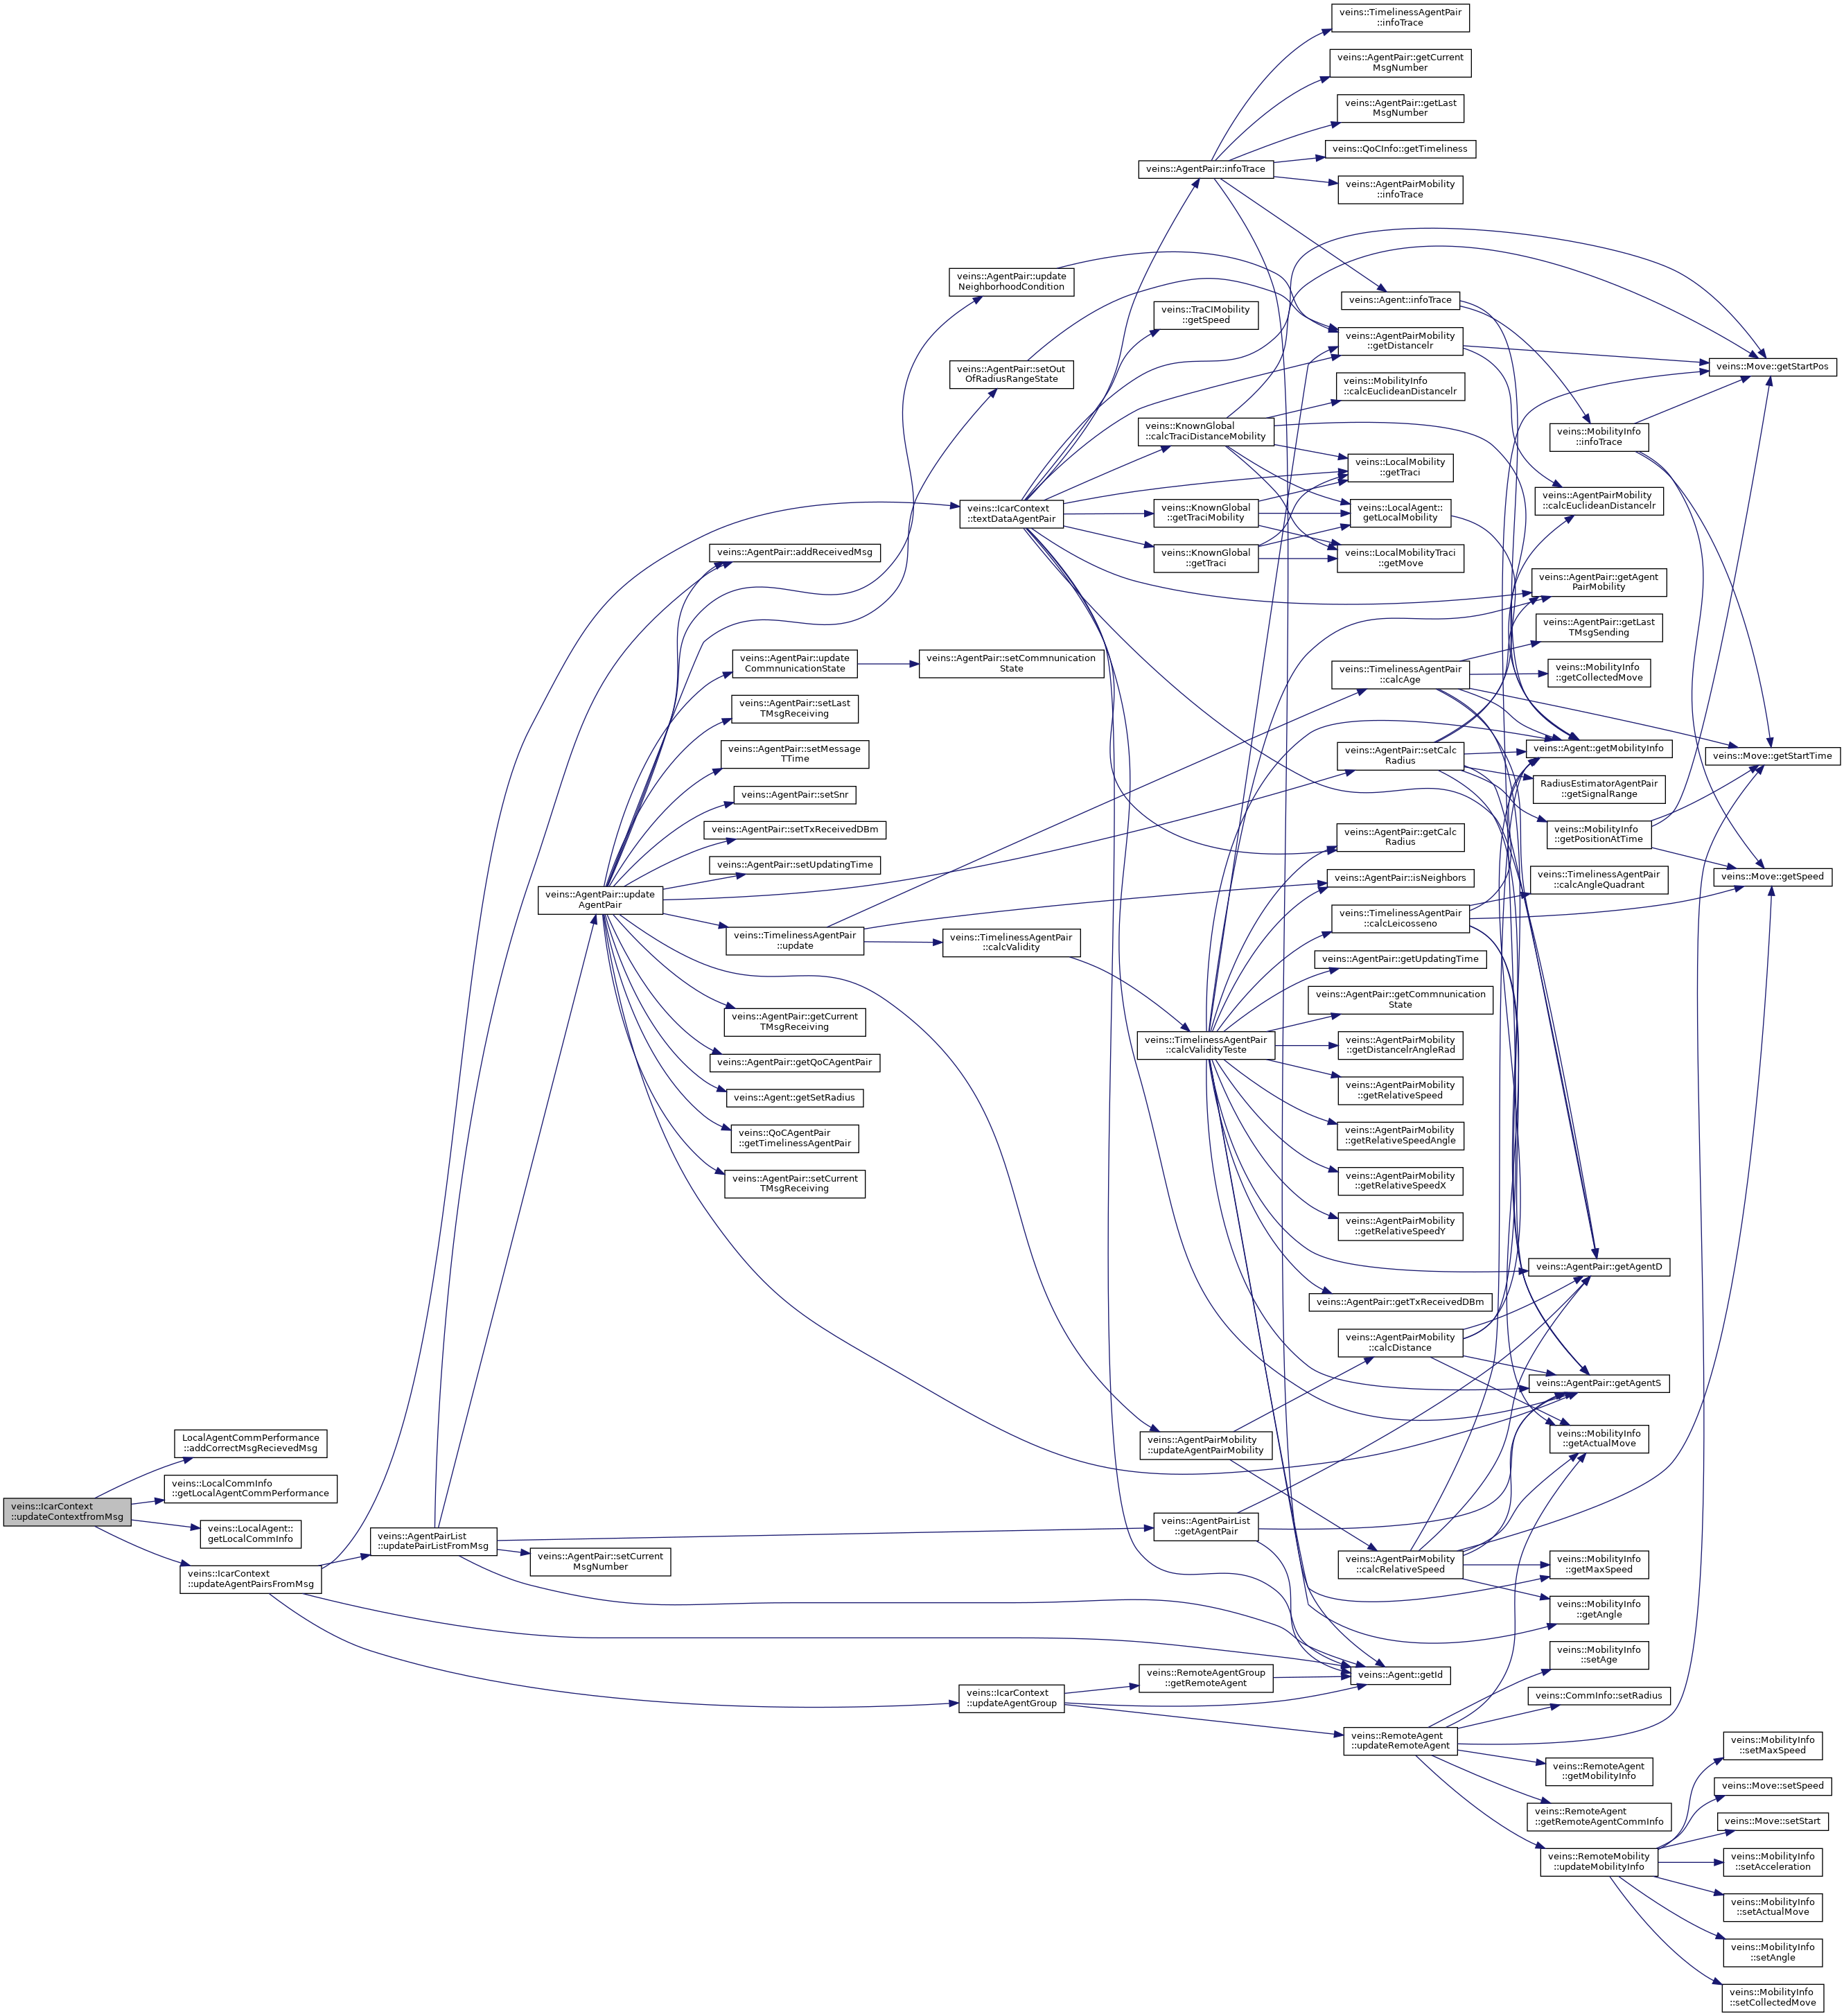 veins::TimelinessAgentPair
::infoTrace
veins::AgentPair::getCurrent
MsgNumber
veins::AgentPair::getLast
MsgNumber
veins::QoCInfo::getTimeliness
veins::AgentPair::infoTrace
veins::AgentPairMobility
::infoTrace
veins::AgentPair::update
NeighborhoodCondition
veins::Agent::infoTrace
veins::TraCIMobility
::getSpeed
veins::AgentPairMobility
::getDistanceIr
veins::Move::getStartPos
veins::AgentPair::setOut
OfRadiusRangeState
veins::MobilityInfo
::calcEuclideanDistanceIr
veins::KnownGlobal
::calcTraciDistanceMobility
veins::MobilityInfo
::infoTrace
veins::LocalMobility
::getTraci
veins::AgentPairMobility
::calcEuclideanDistanceIr
veins::IcarContext
::textDataAgentPair
veins::KnownGlobal
::getTraciMobility
veins::LocalAgent::
getLocalMobility
veins::AgentPair::addReceivedMsg
veins::KnownGlobal
::getTraci
veins::LocalMobilityTraci
::getMove
veins::AgentPair::getAgent
PairMobility
veins::AgentPair::getLast
TMsgSending
veins::AgentPair::update
CommnunicationState
veins::AgentPair::setCommnunication
State
veins::TimelinessAgentPair
::calcAge
veins::MobilityInfo
::getCollectedMove
veins::AgentPair::setLast
TMsgReceiving
veins::AgentPair::setMessage
TTime
veins::AgentPair::setCalc
Radius
veins::Agent::getMobilityInfo
veins::Move::getStartTime
veins::AgentPair::setSnr
RadiusEstimatorAgentPair
::getSignalRange
veins::AgentPair::setTxReceivedDBm
veins::AgentPair::getCalc
Radius
veins::MobilityInfo
::getPositionAtTime
veins::AgentPair::setUpdatingTime
veins::AgentPair::isNeighbors
veins::TimelinessAgentPair
::calcAngleQuadrant
veins::Move::getSpeed
veins::AgentPair::update
AgentPair
veins::TimelinessAgentPair
::update
veins::TimelinessAgentPair
::calcValidity
veins::TimelinessAgentPair
::calcLeicosseno
veins::AgentPair::getUpdatingTime
veins::AgentPair::getCommnunication
State
veins::AgentPair::getCurrent
TMsgReceiving
veins::TimelinessAgentPair
::calcValidityTeste
veins::AgentPairMobility
::getDistanceIrAngleRad
veins::AgentPair::getQoCAgentPair
veins::AgentPairMobility
::getRelativeSpeed
veins::Agent::getSetRadius
veins::AgentPairMobility
::getRelativeSpeedAngle
veins::QoCAgentPair
::getTimelinessAgentPair
veins::AgentPairMobility
::getRelativeSpeedX
veins::AgentPair::setCurrent
TMsgReceiving
veins::AgentPairMobility
::getRelativeSpeedY
veins::AgentPair::getAgentD
veins::AgentPair::getTxReceivedDBm
veins::AgentPairMobility
::calcDistance
veins::AgentPair::getAgentS
LocalAgentCommPerformance
::addCorrectMsgRecievedMsg
veins::AgentPairMobility
::updateAgentPairMobility
veins::MobilityInfo
::getActualMove
veins::LocalCommInfo
::getLocalAgentCommPerformance
veins::IcarContext
::updateContextfromMsg
veins::LocalAgent::
getLocalCommInfo
veins::AgentPairList
::updatePairListFromMsg
veins::AgentPairList
::getAgentPair
veins::AgentPair::setCurrent
MsgNumber
veins::AgentPairMobility
::calcRelativeSpeed
veins::MobilityInfo
::getMaxSpeed
veins::IcarContext
::updateAgentPairsFromMsg
veins::MobilityInfo
::getAngle
veins::MobilityInfo
::setAge
veins::RemoteAgentGroup
::getRemoteAgent
veins::Agent::getId
veins::IcarContext
::updateAgentGroup
veins::CommInfo::setRadius
veins::RemoteAgent
::updateRemoteAgent
veins::MobilityInfo
::setMaxSpeed
veins::RemoteAgent
::getMobilityInfo
veins::Move::setSpeed
veins::RemoteAgent
::getRemoteAgentCommInfo
veins::Move::setStart
veins::RemoteMobility
::updateMobilityInfo
veins::MobilityInfo
::setAcceleration
veins::MobilityInfo
::setActualMove
veins::MobilityInfo
::setAngle
veins::MobilityInfo
::setCollectedMove